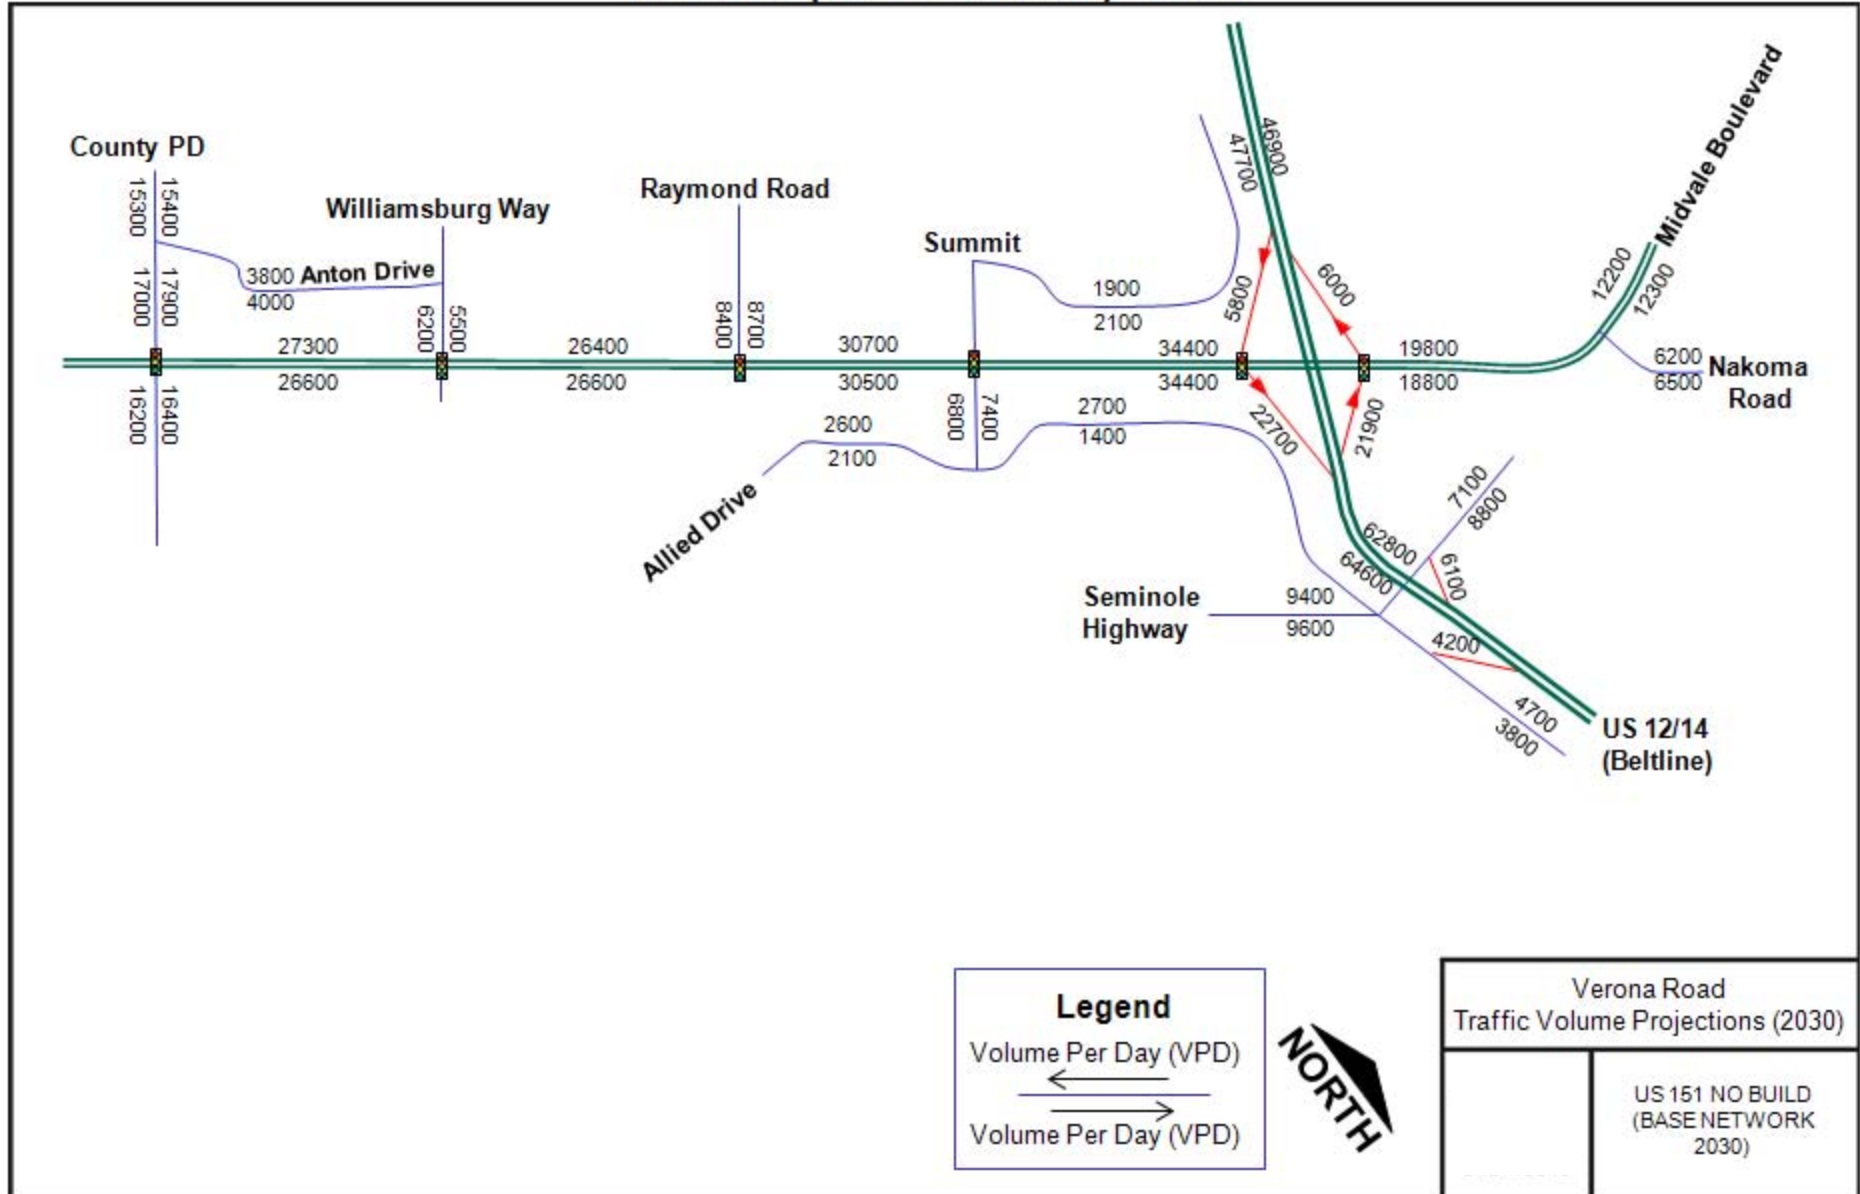 County PD
15300
15400
17000
17900
16200
16400
3800 Anton Drive
4000
Williamsburg Way
6200
5500
27300
26600
26400
26600
Raymond Road
8400
8700
30700
30500
Summit
1900
2100
6800
7400
2600
2100
Allied Drive
2700
1400
34400
34400
47700
46900
5800
6000
22700
21900
19800
18800
12200
12300
Midvale Boulevard
6200
6500
Nakoma
Road
7100
8800
62800
64600
6100
4200
Seminole
Highway
9400
9600
4700
3800
US 12/14
(Beltline)
Legend
Volume Per Day (VPD)
Volume Per Day (VPD)
NORTH
Verona Road
Traffic Volume Projections (2030)
US 151 NO BUILD
(BASE NETWORK
2030)